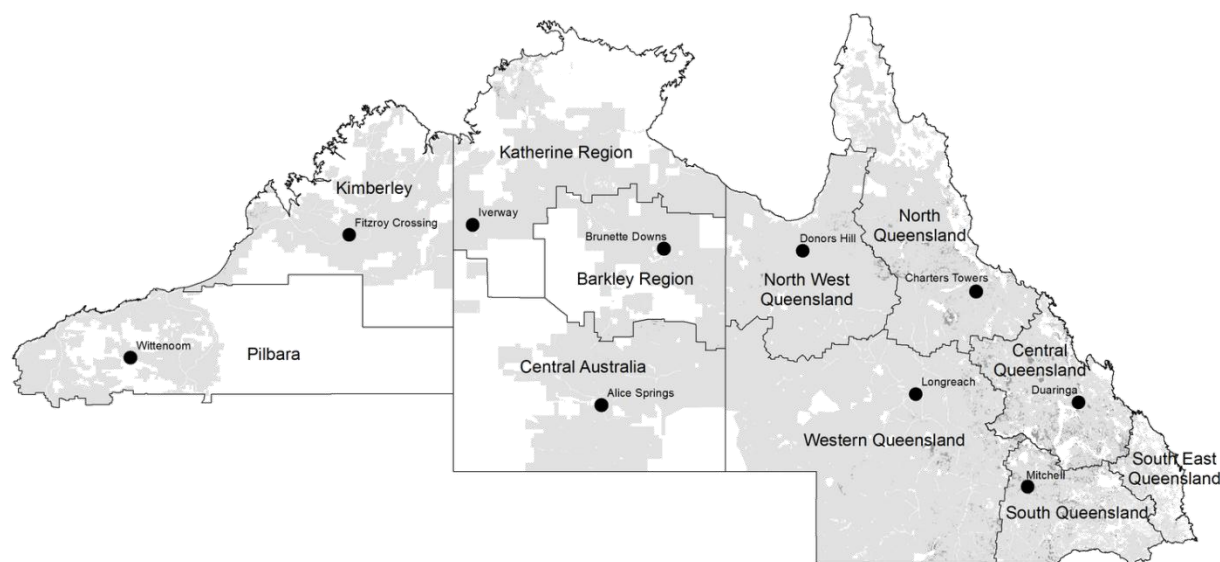 Katherine Region
Kimberley
Fitzroy Crossing
Iverway
Brunette Downs
Barkley Region
Donors Hill
North West
Queensland
North
Queensland
Charters Towers
Wittenoom
Pilbara
Central Australia
Alice Springs
Longreach
Western Queensland
Central
Queensland
Duaringa
South East
Queensland
Mitchell
South Queensland